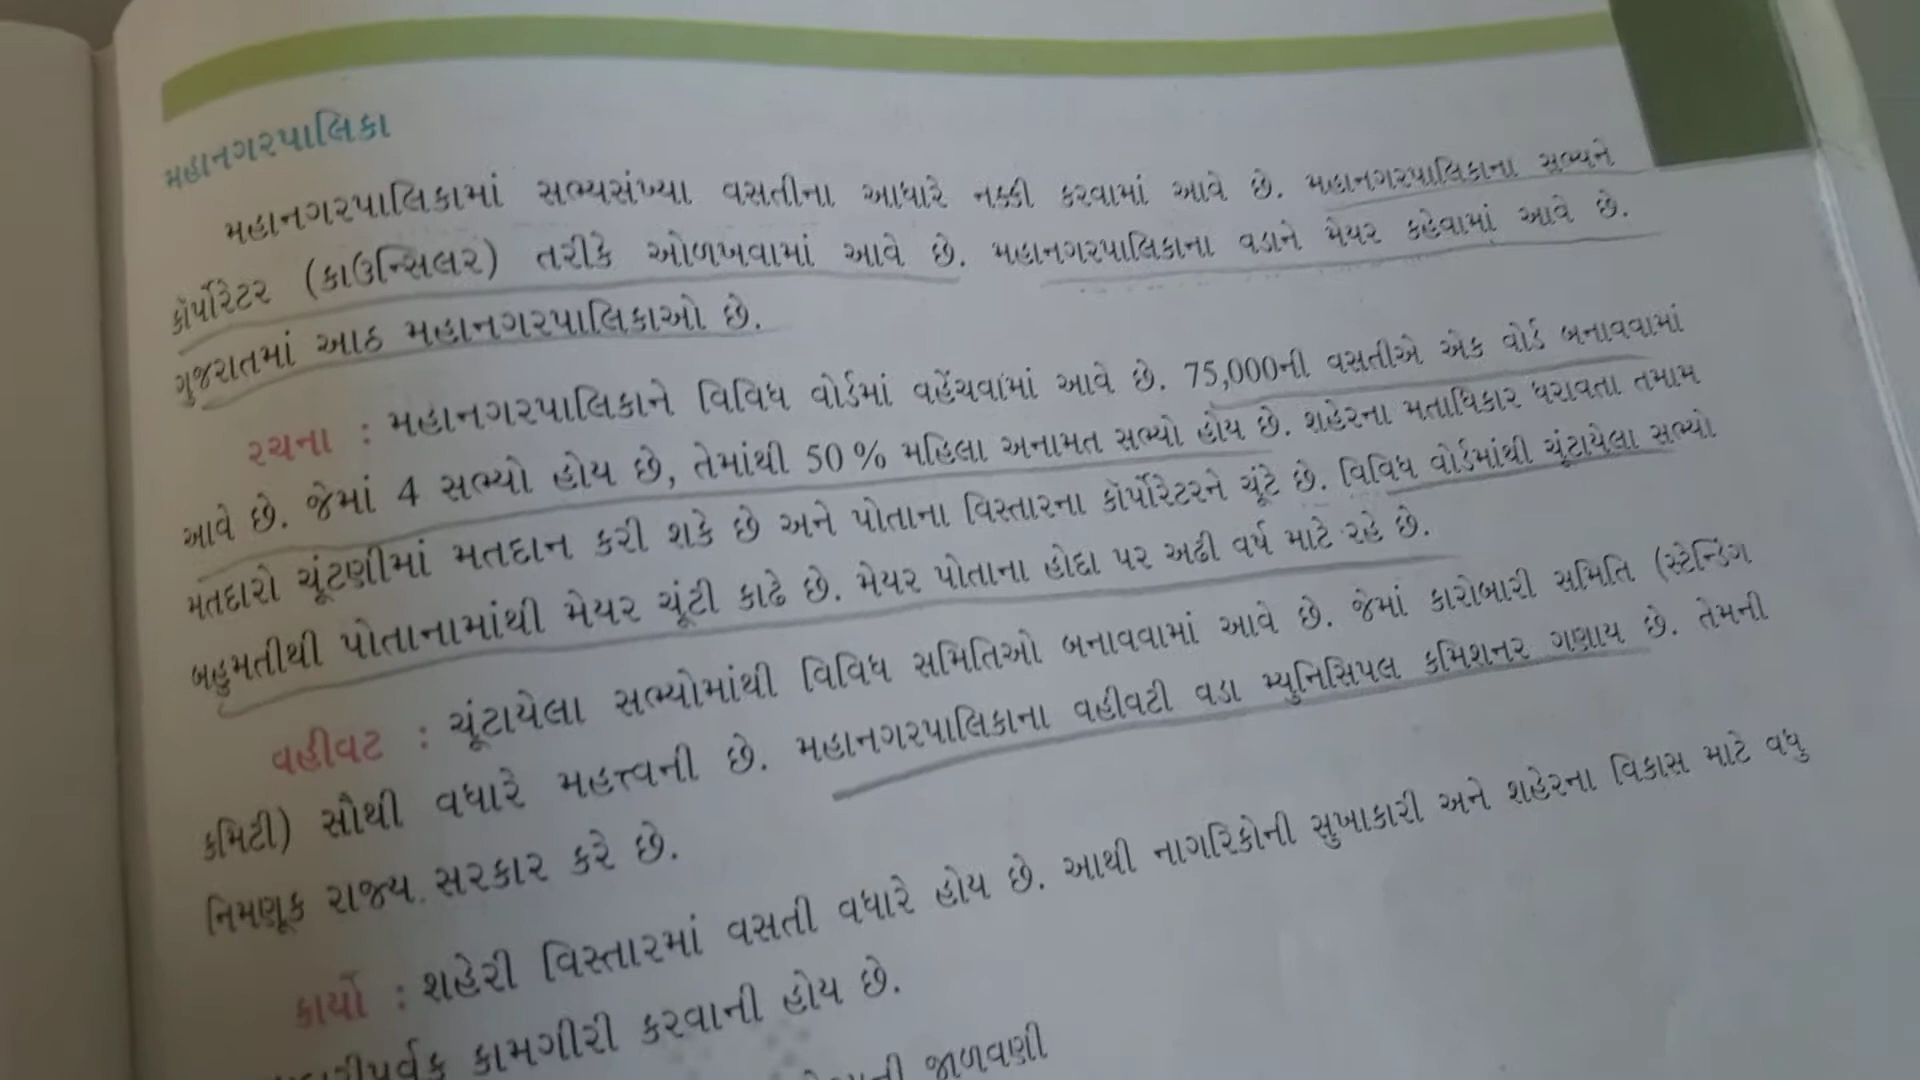 મહાનગરપાલિકા
મહાનગરપાલિકામાં સભ્યસંખ્યા વસતીના આધારે નક્કી કરવામાં આવે છે. મહાનગરપાલિકાના સભ્યને
કૉર્પોરેટર (કાઉન્સિલર) તરીકે ઓળખવામાં આવે છે. મહાનગરપાલિકાના વડાને મેયર કહેવામાં આવે છે.
ગુજરાતમાં આઠ મહાનગરપાલિકાઓ છે.
રચના : મહાનગરપાલિકાને વિવિધ વોર્ડમાં વહેંચવામાં આવે છે. 75,000ની વસતીએ એક વોર્ડ બનાવવામાં
આવે છે. જેમાં 4 સભ્યો હોય છે, તેમાંથી 50 % મહિલા અનામત સભ્યો હોય છે. શહેરના મતાધિકાર ધરાવતા તમામ
મતદારો ચૂંટણીમાં મતદાન કરી શકે છે અને પોતાના વિસ્તારના કૉર્પોરેટરને ચૂંટે છે. વિવિધ વોર્ડમાંથી ચૂંટાયેલા સભ્યો
બહુમતીથી પોતાનામાંથી મેયર ચૂંટી કાઢે છે. મેયર પોતાના હોદ્દા પર અઢી વર્ષ માટે રહે છે.
વહીવટ : ચૂંટાયેલા સભ્યોમાંથી વિવિધ સમિતિઓ બનાવવામાં આવે છે. જેમાં કારોબારી સમિતિ (સ્ટેન્ડિંગ
કમિટી) સૌથી વધારે મહત્ત્વની છે. મહાનગરપાલિકાના વહીવટી વડા મ્યુનિસિપલ કમિશનર ગણાય છે. તેમની
નિમણૂક રાજ્ય સરકાર કરે છે.
કાર્યો : શહેરી વિસ્તારમાં વસતી વધારે હોય છે. આથી નાગરિકોની સુખાકારી અને શહેરના વિકાસ માટે વધુ
કામગીરી કરવાની હોય છે.
જાળવણી